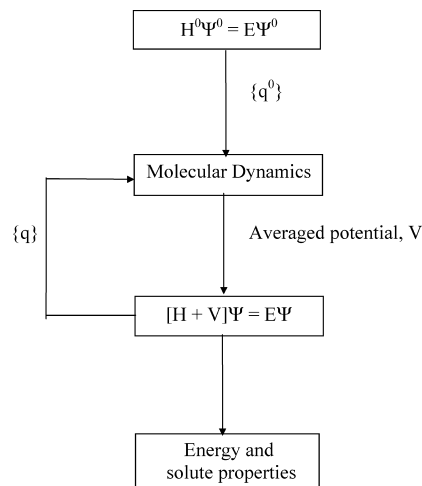 H⁰Ψ⁰ = EΨ⁰
{q⁰}
Molecular Dynamics
{q}
Averaged potential, V
[H + V]Ψ = EΨ
Energy and
solute properties